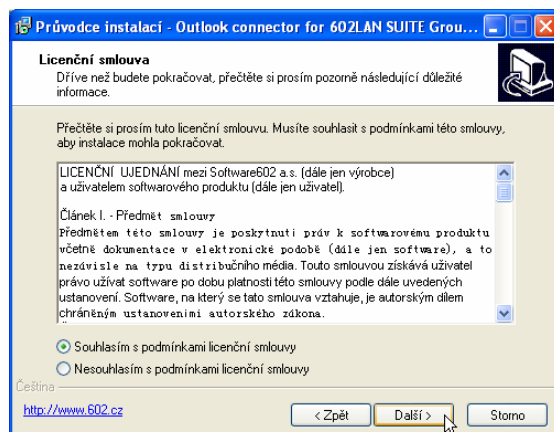 Průvodce instalací - Outlook connector for 602LAN SUITE Grou...
Licenční smlouva
Dříve než budete pokračovat, přečtěte si prosím pozorně následující důležité
informace.
Přečtěte si prosím tuto licenční smlouvu. Musíte souhlasit s podmínkami této smlouvy,
aby instalace mohla pokračovat.
LICENČNÍ UJEDNÁNÍ mezi Software602 a.s. (dále jen výrobce)
a uživatelem softwarového produktu (dále jen uživatel).
Článek I. - Předmět smlouvy
Předmětem této smlouvy je poskytnutí práv k softwarovému produktu
včetně dokumentace v elektronické podobě (dále jen software), a to
nezávisle na typu distribučního média. Touto smlouvou získává uživatel
právo užívat software po dobu platnosti této smlouvy podle dále uvedených
ustanovení. Software, na který se tato smlouva vztahuje, je autorským dílem
chráněným ustanoveními autorského zákona.
Souhlasím s podmínkami licenční smlouvy
Nesouhlasím s podmínkami licenční smlouvy
Čeština
http://www.602.cz
< Zpět
Další >
Storno